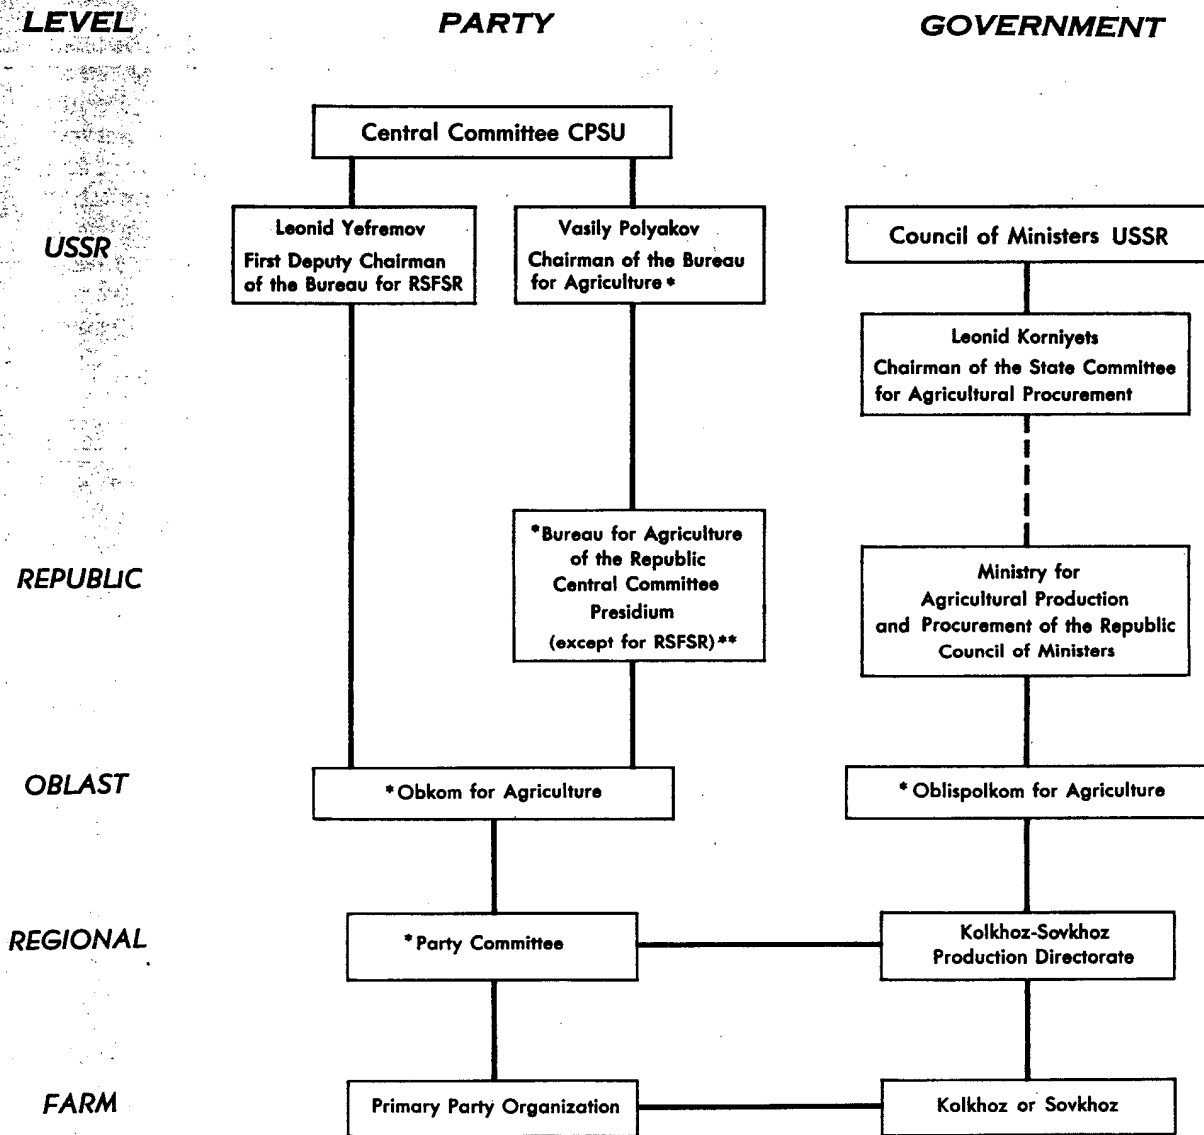 LEVEL PARTY GOVERNMENT
Central Committee CPSU
USSR
Leonid Yefremov
First Deputy Chairman
of the Bureau for RSFSR
Vasily Polyakov
Chairman of the Bureau
for Agriculture*
Council of Ministers USSR
Leonid Korniyets
Chairman of the State Committee
for Agricultural Procurement
REPUBLIC
*Bureau for Agriculture
of the Republic
Central Committee
Presidium
(except for RSFSR)**
Ministry for
Agricultural Production
and Procurement of the Republic
Council of Ministers
OBLAST
*Obkom for Agriculture
*Oblispolkom for Agriculture
REGIONAL
*Party Committee
Kolkhoz-Sovkhoz
Production Directorate
FARM
Primary Party Organization
Kolkhoz or Sovkhoz